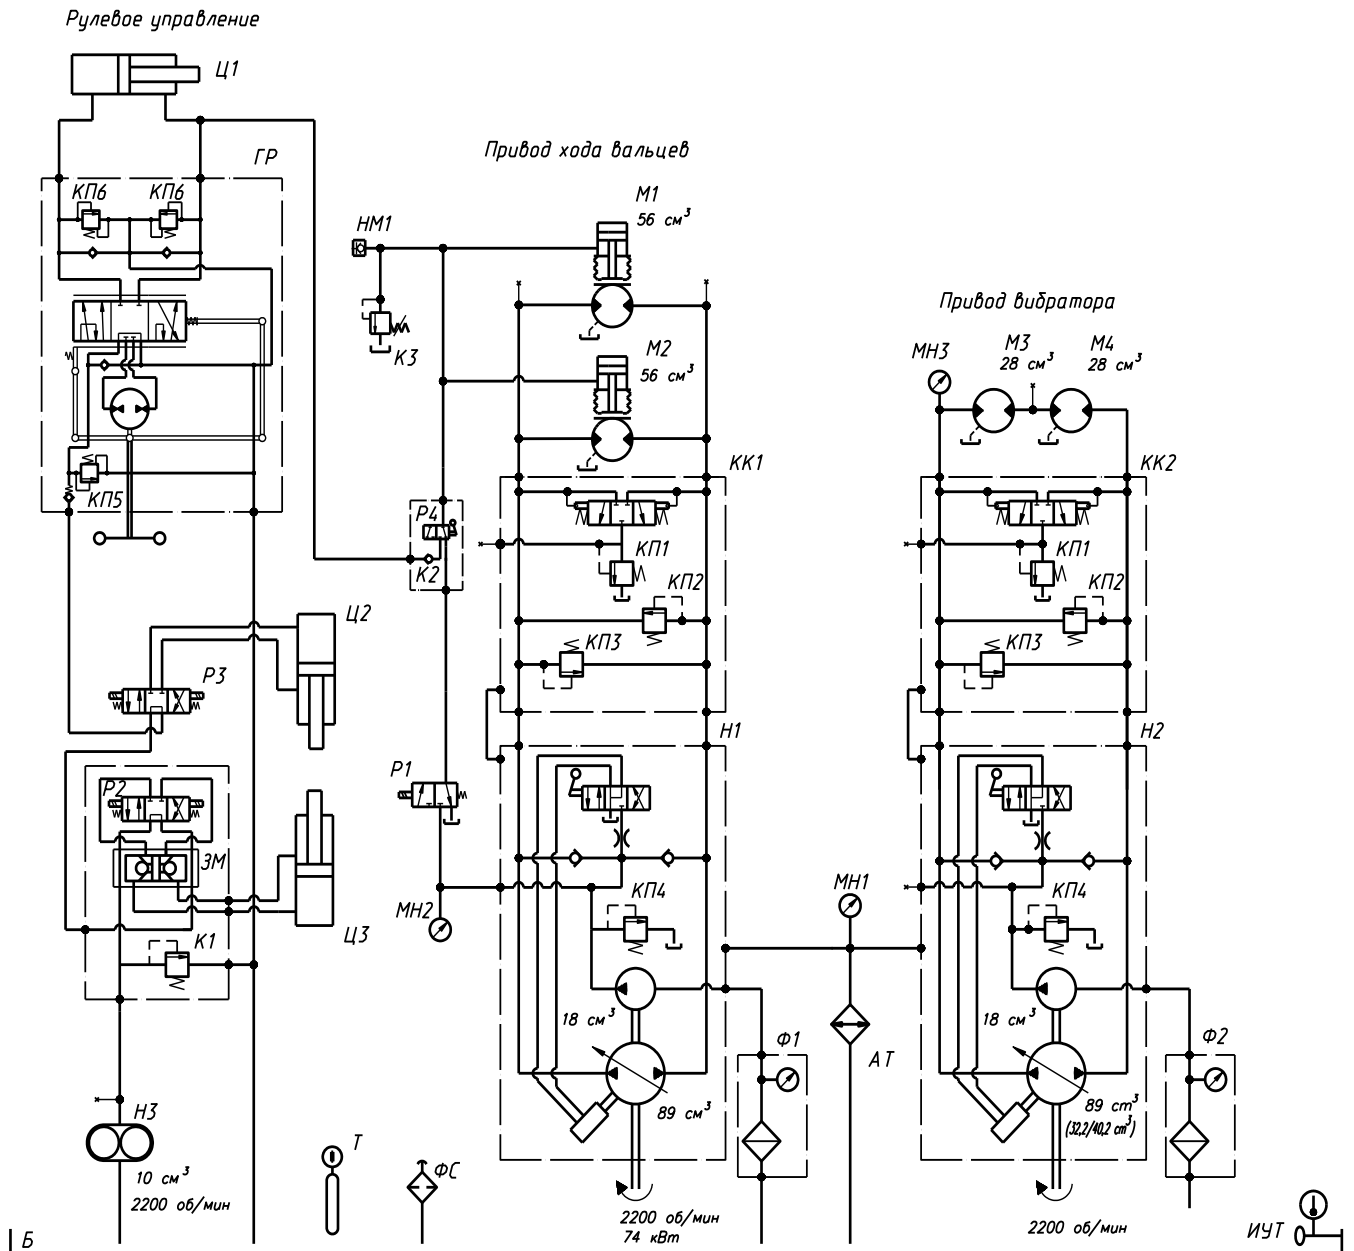 Рулевое управление
Ц1
ГР
КП6
КП6
КП5
Привод хода вальцев
НМ1
М1
56 см³
К3
М2
56 см³
Привод вибратора
МН3
М3
28 см³
М4
28 см³
КК1
КК2
Р4
К2
КП1
КП2
КП3
КП1
КП2
КП3
Ц2
Р3
Н1
Н2
Р1
Р2
ЗМ
МН2
КП4
МН1
КП4
К1
Ц3
18 см³
18 см³
Ф1
АТ
Ф2
89 см³
89 cm³
(32,2/40,2 cm³)
Н3
10 см³
2200 об/мин
Т
ФС
2200 об/мин
74 кВт
2200 об/мин
ИУТ
Б